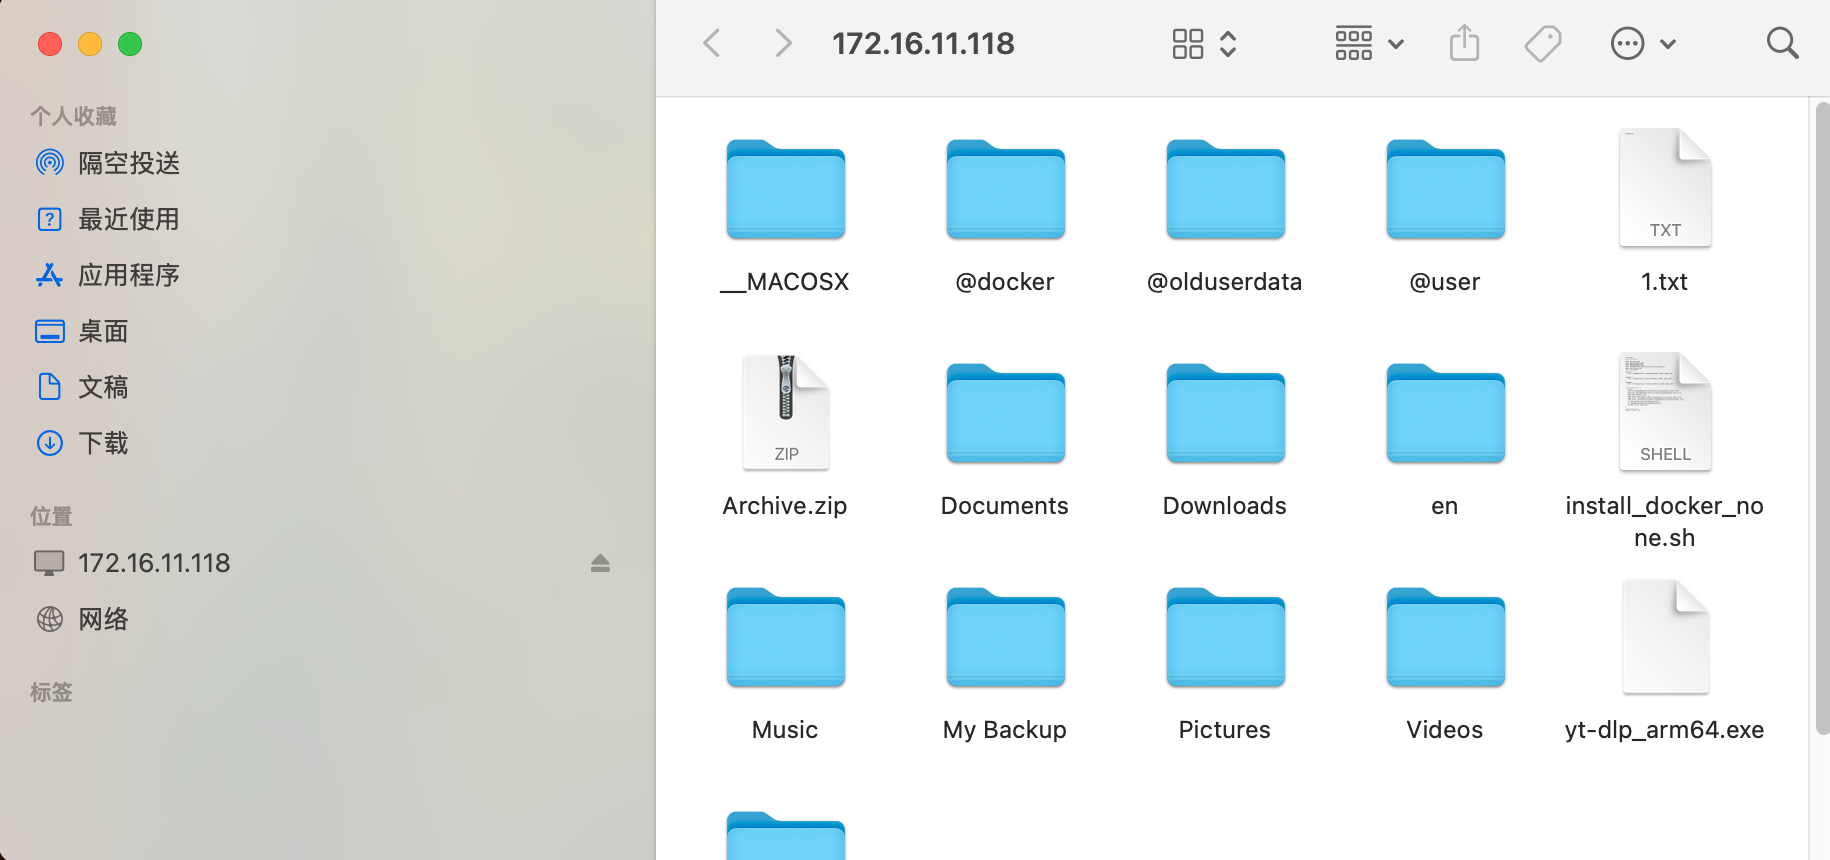 172.16.11.118
个人收藏
隔空投送
最近使用
应用程序
桌面
文稿
下载
位置
172.16.11.118
网络
标签
TXT
__MACOSX
@docker
@olduserdata
@user
1.txt
ZIP
SHELL
Archive.zip
Documents
Downloads
en
install_docker_no
ne.sh
Music
My Backup
Pictures
Videos
yt-dlp_arm64.exe